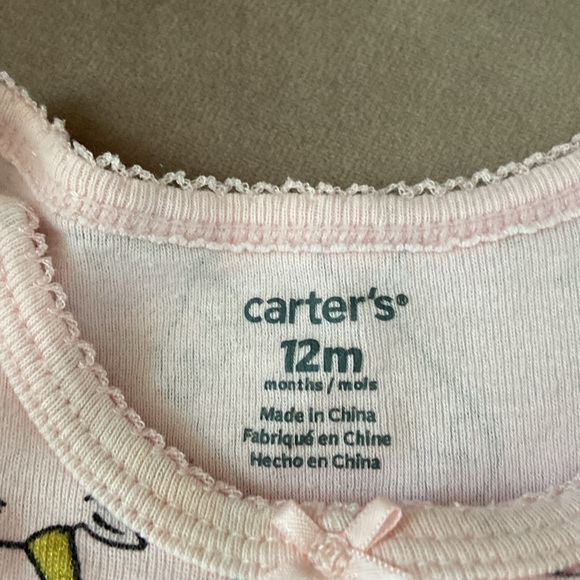 carter's®
12m
months / mois
Made in China
Fabriqué en Chine
Hecho en China